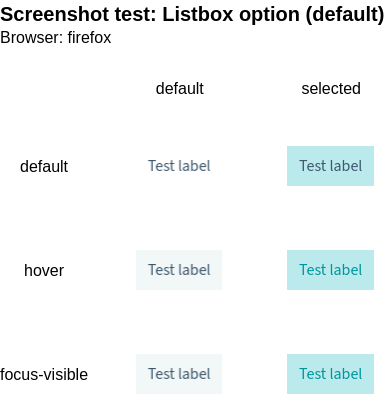 Screenshot test: Listbox option (default)
Browser: firefox
default selected
default Test label Test label
hover Test label Test label
focus-visible Test label Test label